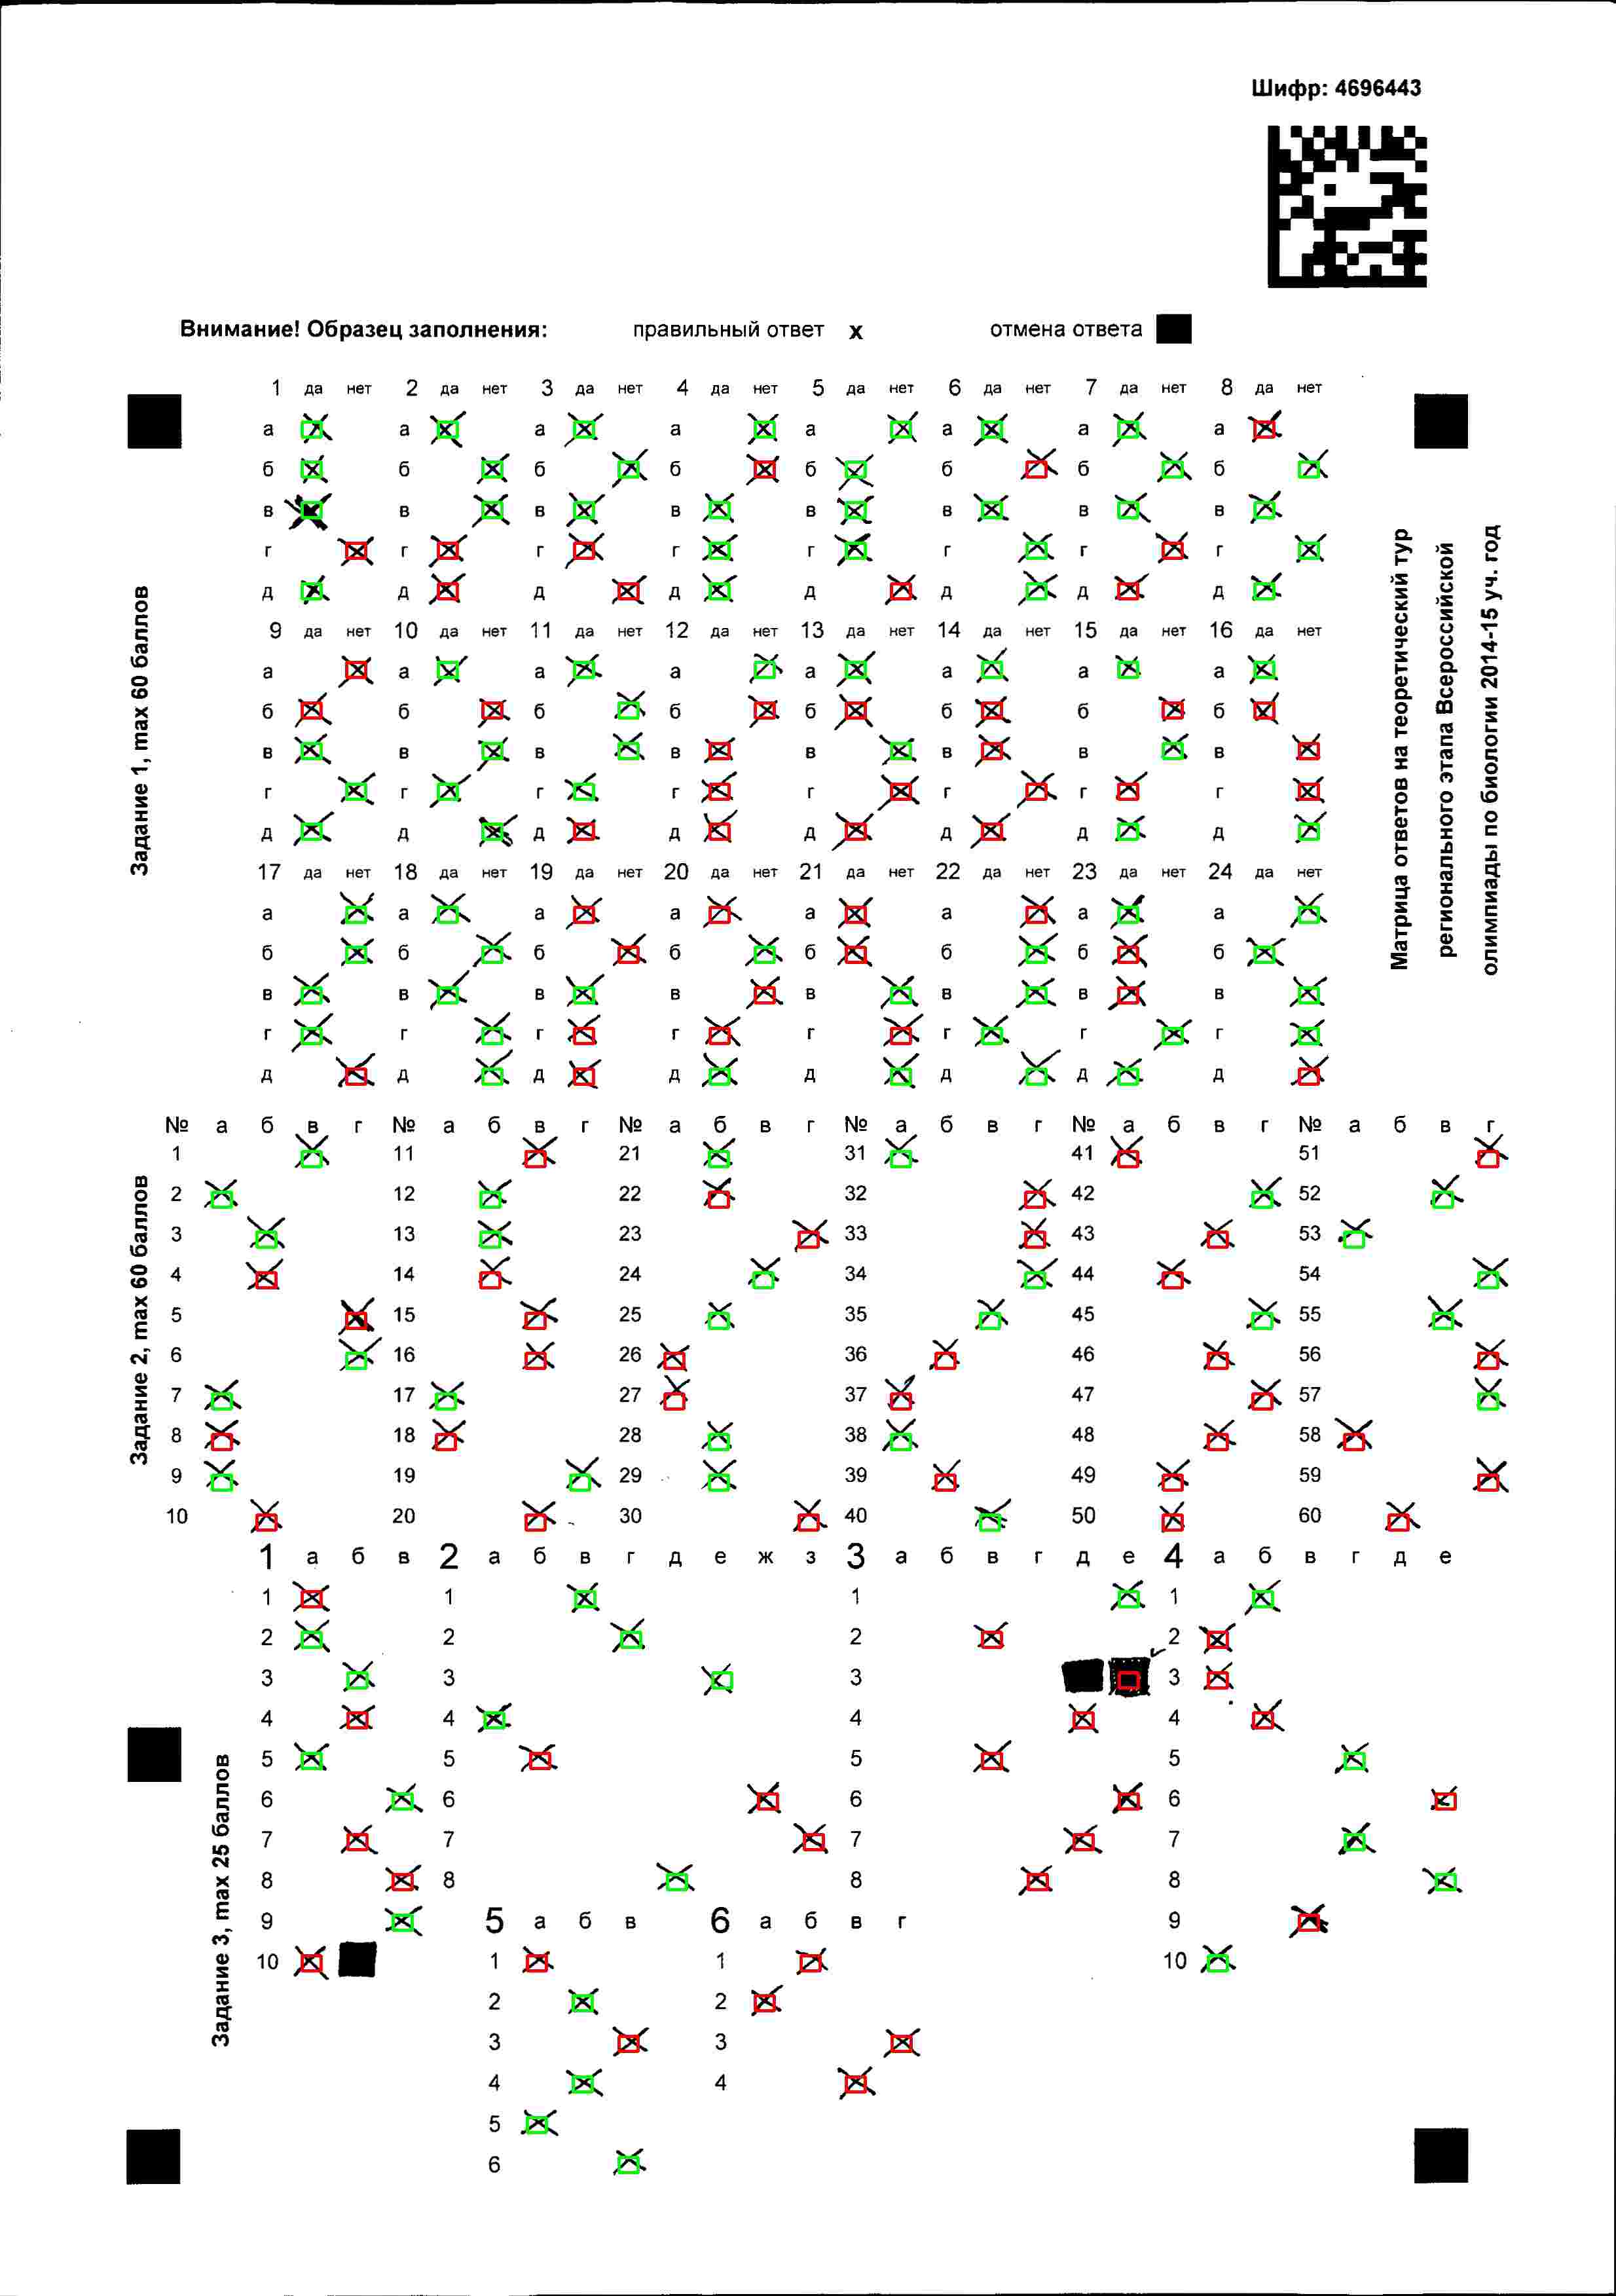 Шифр: 4696443
Внимание! Образец заполнения: правильный ответ х отмена ответа
Матрица ответов на теоретический тур
регионального этапа Всероссийской
олимпиады по биологии 2014-15 уч. год
Задание 1, max 60 баллов
1 да нет 2 да нет 3 да нет 4 да нет 5 да нет 6 да нет 7 да нет 8 да нет
а а а а а а а а
б б б б б б б б
в в в в в в в в
г г г г г г г г
д д д д д д д д
9 да нет 10 да нет 11 да нет 12 да нет 13 да нет 14 да нет 15 да нет 16 да нет
а а а а а а а а
б б б б б б б б
в в в в в в в в
г г г г г г г г
д д д д д д д д
17 да нет 18 да нет 19 да нет 20 да нет 21 да нет 22 да нет 23 да нет 24 да нет
а а а а а а а а
б б б б б б б б
в в в в в в в в
г г г г г г г г
д д д д д д д д
Задание 2, max 60 баллов
№ а б в г № а б в г № а б в г № а б в г № а б в г № а б в г
1 11 21 31 41 51
2 12 22 32 42 52
3 13 23 33 43 53
4 14 24 34 44 54
5 15 25 35 45 55
6 16 26 36 46 56
7 17 27 37 47 57
8 18 28 38 48 58
9 19 29 39 49 59
10 20 30 40 50 60
Задание 3, max 25 баллов
1 а б в 2 а б в г д е ж з 3 а б в г д е 4 а б в г д е
1 1 1 1
2 2 2 2
3 3 3 3
4 4 4 4
5 5 5 5
6 6 6 6
7 7 7 7
8 8 8 8
9 5 а б в 6 а б в г 9
10 1 1 10
2 2
3 3
4 4
5
6